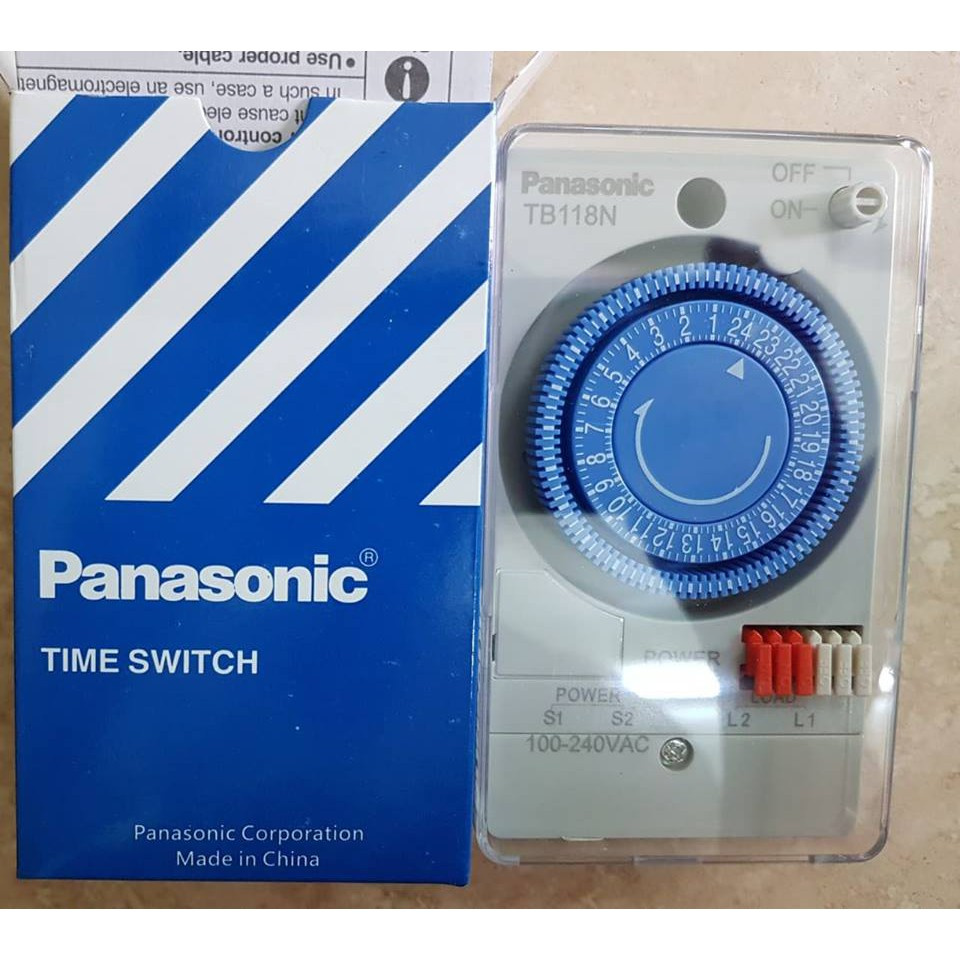 • Use proper cable.
in such a case, use an electromagnet
nt cause elec
contro
Panasonic®
TIME SWITCH
Panasonic Corporation
Made in China
Panasonic
TB118N
OFF
ON
1 2 3 4 5 6 7 8 9 10 11 12 13 14 15 16 17 18 19 20 21 22 23 24
POWER
POWER
LOAD
S1 S2 L2 L1
100-240VAC